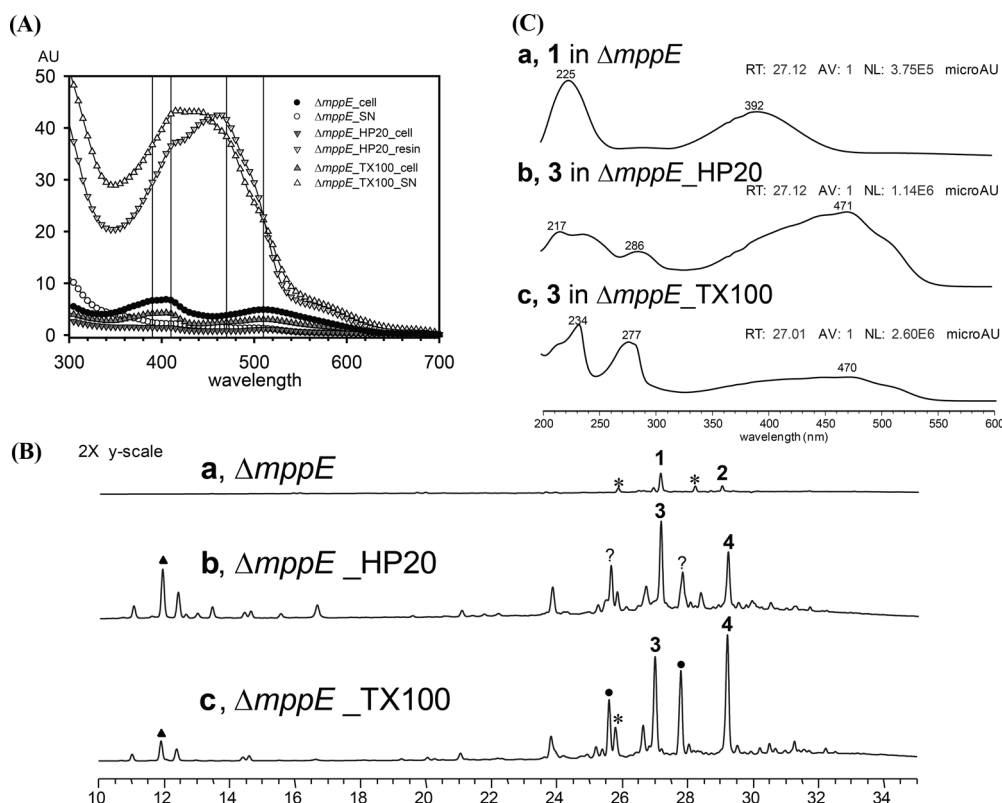 (A)
AU
50
40
30
20
10
0
300 400 500 600 700
wavelength
ΔmppE_cell
ΔmppE_SN
ΔmppE_HP20_cell
ΔmppE_HP20_resin
ΔmppE_TX100_cell
ΔmppE_TX100_SN
(C)
a, 1 in ΔmppE
RT: 27.12 AV: 1 NL: 3.75E5 microAU
225
392
b, 3 in ΔmppE_HP20
RT: 27.12 AV: 1 NL: 1.14E6 microAU
217
286
471
c, 3 in ΔmppE_TX100
RT: 27.01 AV: 1 NL: 2.60E6 microAU
234
277
470
200 250 300 350 400 450 500 550 600
wavelength (nm)
(B)
2X y-scale
a, ΔmppE
* 1 * 2
b, ΔmppE _HP20
▲ ? 3 ? 4
c, ΔmppE _TX100
▲ ● * 3 ● 4
10 12 14 16 18 20 22 24 26 28 30 32 34